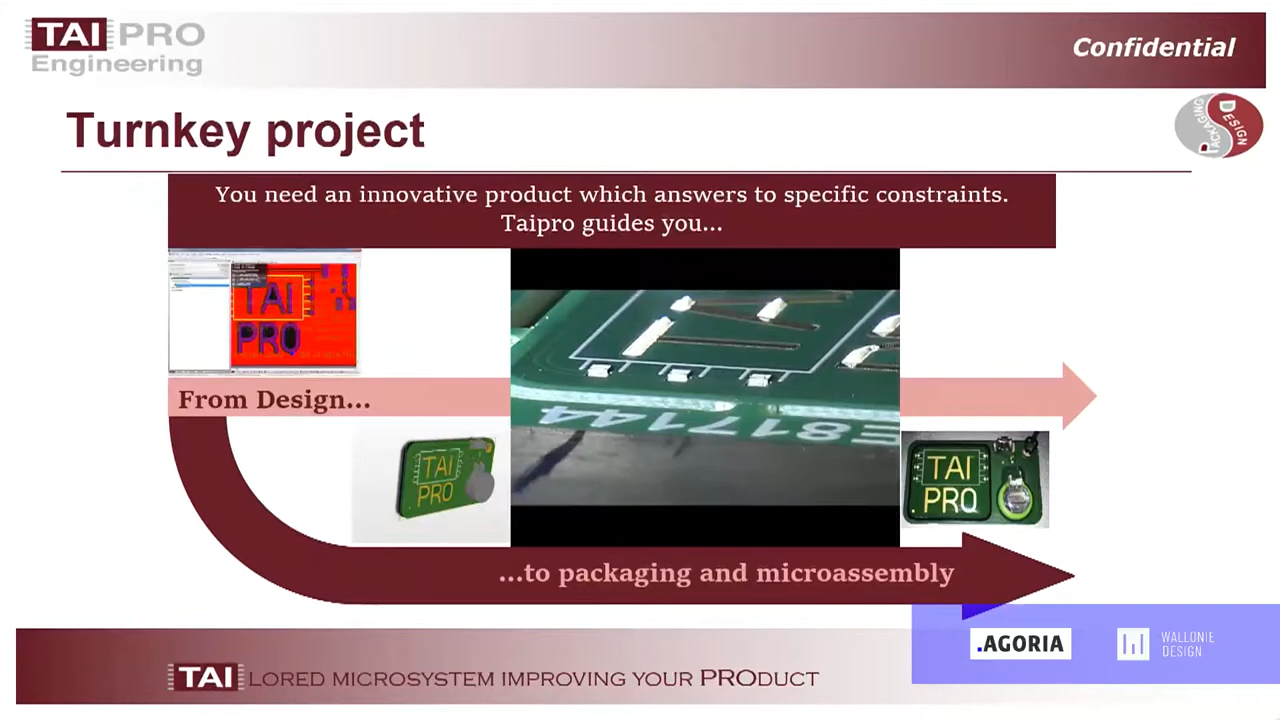 TAI PRO
Engineering
Confidential
Turnkey project
PACKAGING
DESIGN
You need an innovative product which answers to specific constraints.
Taipro guides you...
TAI
PRO
From Design...
E817144
TAI
PRO
TAI
PRO
...to packaging and microassembly
.AGORIA
WALLONIE
DESIGN
TAILORED MICROSYSTEM IMPROVING YOUR PRODUCT